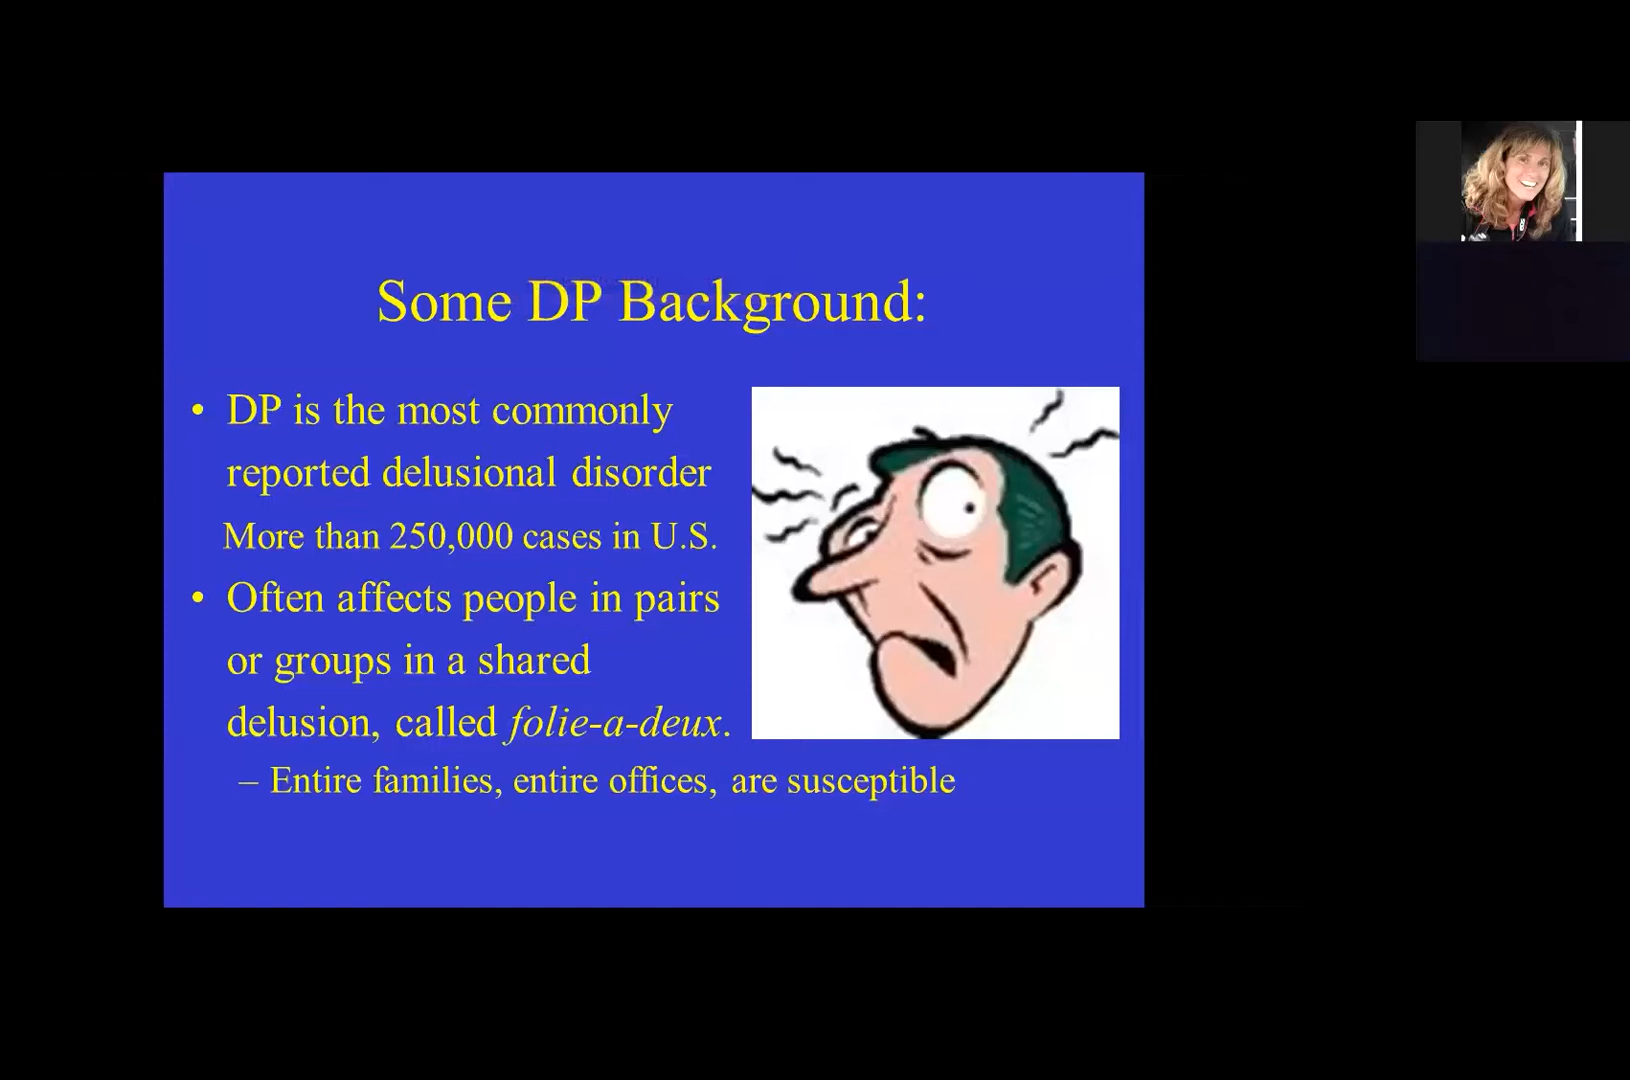 Some DP Background:
• DP is the most commonly
reported delusional disorder
More than 250,000 cases in U.S.
• Often affects people in pairs
or groups in a shared
delusion, called folie-a-deux.
– Entire families, entire offices, are susceptible